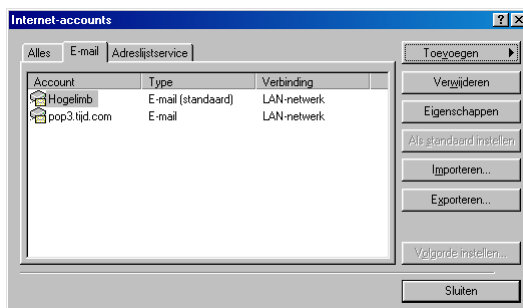 Internet-accounts
Alles E-mail Adreslijstservice
Toevoegen
Account Type Verbinding
Hogelimb E-mail (standaard) LAN-netwerk
pop3.tijd.com E-mail LAN-netwerk
Verwijderen
Eigenschappen
Als standaard instellen
Importeren...
Exporteren...
Volgorde instellen...
Sluiten